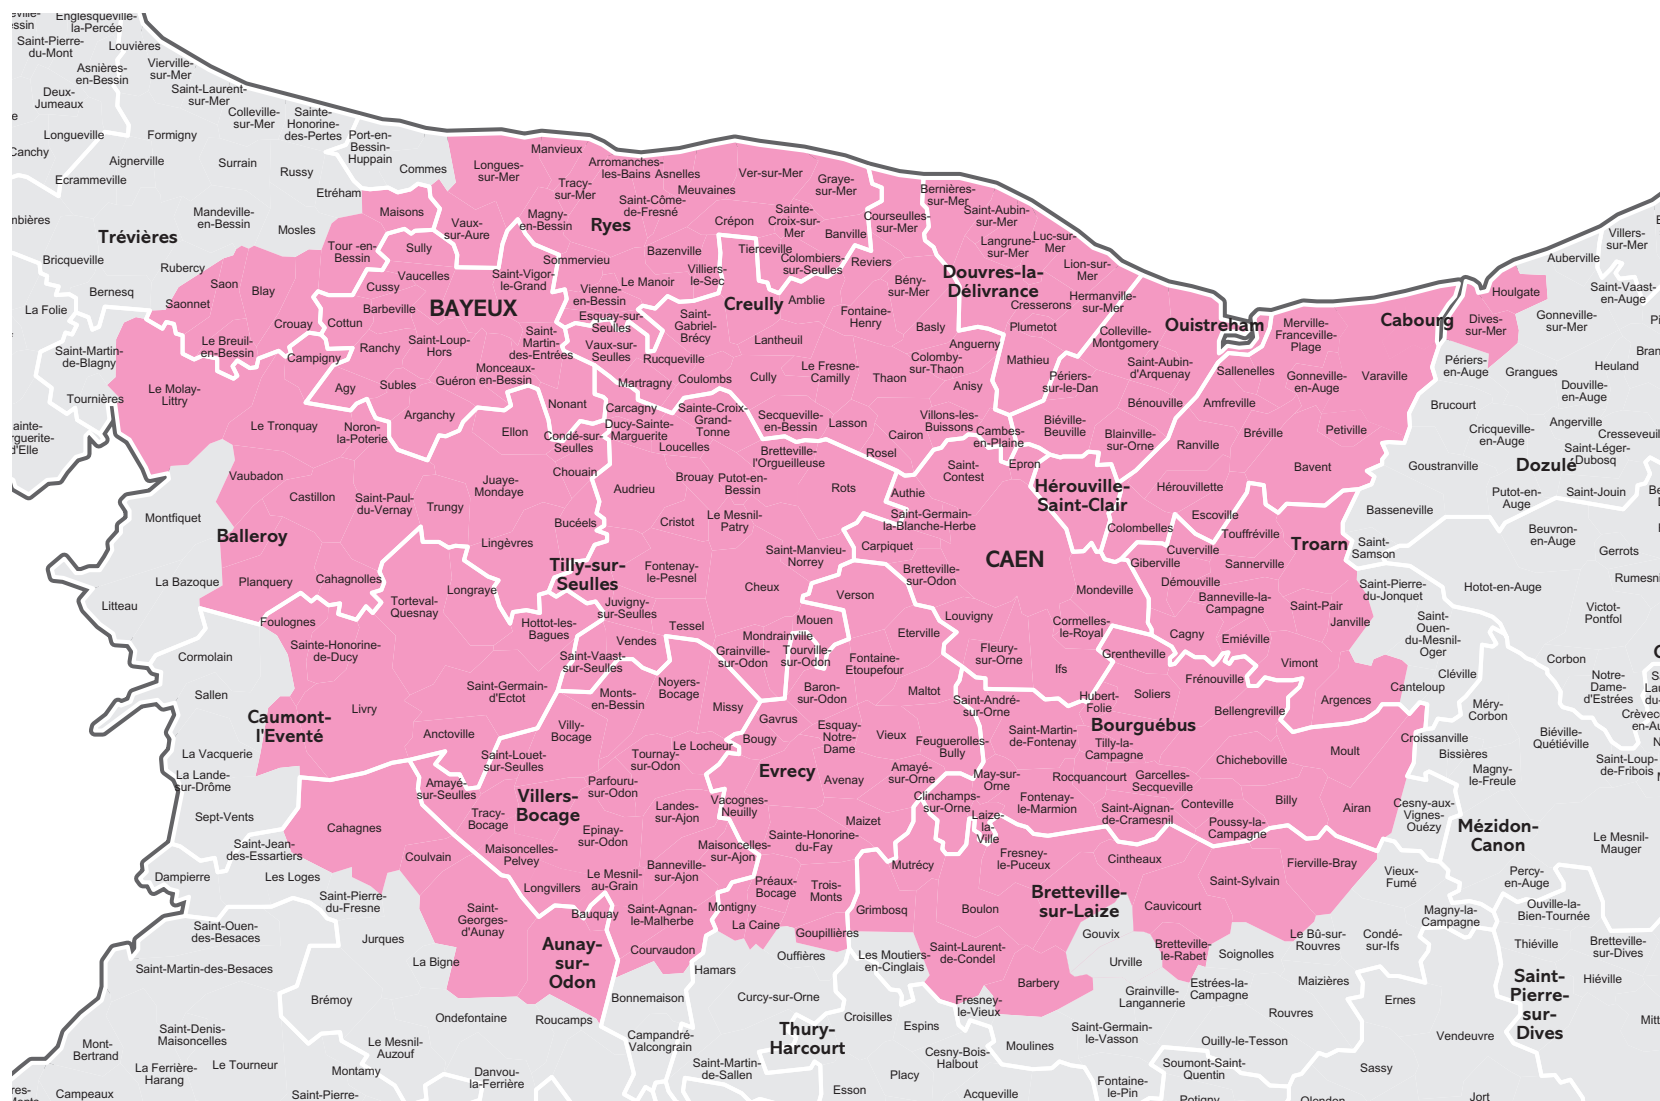 Englesqueville-
la-Percée
Saint-Pierre-
du-Mont
Louvières
Asnières-
en-Bessin
Vierville-
sur-Mer
Deux-
Jumeaux
Saint-Laurent-
sur-Mer
Colleville-
sur-Mer
Sainte-
Honorine-
des-Pertes
Longueville
Formigny
Port-en-
Bessin-
Huppain
Canchy
Aignerville
Surrain
Russy
Commes
Ecrammeville
Etréham
Mandeville-
en-Bessin
Mosles
Trévières
Bricqueville
Rubercy
Bernesq
La Folie
Saint-Martin-
de-Blagny
Tournières
Manvieux
Longues-
sur-Mer
Arromanches-
les-Bains
Asnelles
Ver-sur-Mer
Graye-
sur-Mer
Tracy-
sur-Mer
Meuvaines
Saint-Côme-
de-Fresné
Maisons
Vaux-
sur-Aure
Magny-
en-Bessin
Ryes
Crépon
Sainte-
Croix-sur-
Mer
Banville
Courseulles-
sur-Mer
Bernières-
sur-Mer
Saint-Aubin-
sur-Mer
Langrune-
sur-Mer
Luc-sur-
Mer
Lion-sur-
Mer
Tour -en-
Bessin
Sully
Sommervieu
Bazenville
Tierceville
Colombiers-
sur-Seulles
Reviers
Douvres-la-
Délivrance
Saon
Blay
Saonnet
Vaucelles
Cussy
Saint-Vigor-
le-Grand
Vienne-
en-Bessin
Le Manoir
Villiers-
le-Sec
Creully
Amblie
Bény-
sur-Mer
Cresserons
Hermanville-
sur-Mer
Barbeville
BAYEUX
Esquay-sur-
Seulles
Saint-
Gabriel-
Brécy
Fontaine-
Henry
Basly
Plumetot
Colleville-
Montgomery
Ouistreham
Merville-
Franceville-
Plage
Cabourg
Houlgate
Dives-
sur-Mer
Crouay
Cottun
Le Breuil-
en-Bessin
Campigny
Ranchy
Saint-Loup-
Hors
Saint-
Martin-
des-Entrées
Vaux-sur-
Seulles
Rucqueville
Lantheuil
Anguerny
Colomby-
sur-Thaon
Mathieu
Saint-Aubin-
d'Arquenay
Sallenelles
Gonneville-
en-Auge
Varaville
Le Molay-
Littry
Agy
Subles
Guéron
Monceaux-
en-Bessin
Martragny
Coulombs
Cully
Le Fresne-
Camilly
Thaon
Anisy
Périers-
sur-le-Dan
Bénouville
Amfreville
Le Tronquay
Noron-
la-Poterie
Arganchy
Ellon
Nonant
Condé-sur-
Seulles
Carcagny
Ducy-Sainte-
Marguerite
Sainte-Croix-
Grand-
Tonne
Loucelles
Secqueville-
en-Bessin
Lasson
Cairon
Villons-les-
Buissons
Cambes-
en-Plaine
Biéville-
Beuville
Blainville-
sur-Orne
Ranville
Bréville
Petiville
Bavent
Vaubadon
Castillon
Saint-Paul-
du-Vernay
Trungy
Juaye-
Mondaye
Chouain
Audrieu
Brouay
Putot-en-
Bessin
Bretteville-
l'Orgueilleuse
Rosel
Rots
Authie
Saint-
Contest
Epron
Hérouville-
Saint-Clair
Hérouvillette
Escoville
Balleroy
Lingèvres
Bucéels
Cristot
Le Mesnil-
Patry
Saint-Manvieu-
Norrey
Saint-Germain-
la-Blanche-Herbe
Carpiquet
CAEN
Colombelles
Cuverville
Touffréville
Troarn
Planquery
Cahagnolles
Torteval-
Quesnay
Longraye
Tilly-sur-
Seulles
Fontenay-
le-Pesnel
Juvigny-
sur-Seulles
Cheux
Verson
Bretteville-
sur-Odon
Mondeville
Giberville
Démouville
Sannerville
Banneville-la-
Campagne
Saint-Pair
Janville
Foulognes
Sainte-Honorine-
de-Ducy
Hottot-les-
Bagues
Vendes
Tessel
Mondrainville
Mouen
Eterville
Louvigny
Cormelles-
le-Royal
Cagny
Emiéville
Saint-Vaast-
sur-Seulles
Grainville-
sur-Odon
Tourville-
sur-Odon
Fontaine-
Etoupefour
Fleury-
sur-Orne
Ifs
Grentheville
Vimont
Frénouville
Saint-Germain-
d'Ectot
Monts-
en-Bessin
Noyers-
Bocage
Missy
Baron-
sur-Odon
Maltot
Saint-André-
sur-Orne
Hubert-
Folie
Soliers
Bellengreville
Argences
Canteloup
Caumont-
l'Eventé
Livry
Anctoville
Villy-
Bocage
Gavrus
Bougy
Esquay-
Notre-
Dame
Vieux
Feuguerolles-
Bully
Saint-Martin-
de-Fontenay
Bourguébus
Tilly-la-
Campagne
Chicheboville
Moult
Saint-Louet-
sur-Seulles
Tournay-
sur-Odon
Le Locheur
Evrecy
Avenay
Amayé-
sur-Orne
May-sur-
Orne
Rocquancourt
Garcelles-
Secqueville
Amayé-
sur-Seulles
Villers-
Bocage
Parfouru-
sur-Odon
Landes-
sur-Ajon
Vacognes-
Neuilly
Maizet
Clinchamps-
sur-Orne
Laize-
la-
Ville
Fontenay-
le-Marmion
Saint-Aignan-
de-Cramesnil
Conteville
Poussy-la-
Campagne
Billy
Airan
Cahagnes
Coulvain
Tracy-
Bocage
Maisoncelles-
Pelvey
Epinay-
sur-Odon
Maisoncelles-
sur-Ajon
Sainte-Honorine-
du-Fay
Mutrécy
Fresney-
le-Puceux
Cintheaux
Fierville-Bray
Longvillers
Le Mesnil-
au-Grain
Banneville-
sur-Ajon
Préaux-
Bocage
Trois-
Monts
Grimbosq
Boulon
Bretteville-
sur-Laize
Cauvicourt
Saint-Sylvain
Saint-
Georges-
d'Aunay
Bauquay
Saint-Agnan-
le-Malherbe
Montigny
La Caine
Goupillières
Aunay-
sur-
Odon
Courvaudon
Saint-Laurent-
de-Condel
Barbery
Fresney-
le-Vieux
Bretteville-
le-Rabet
Montfiquet
La Bazoque
Litteau
Cormolain
Sallen
La Vacquerie
La Lande-
sur-Drôme
Sept-Vents
Saint-Jean-
des-Essartiers
Dampierre
Les Loges
Saint-Pierre-
du-Fresne
Saint-Ouen-
des-Besaces
Jurques
La Bigne
Saint-Martin-des-Besaces
Brémoy
Ondefontaine
Roucamps
Bonnemaison
Hamars
Ouffières
Les Moutiers-
en-Cinglais
Curcy-sur-Orne
Croisilles
Espins
Thury-
Harcourt
Campandré-
Valcongrain
Saint-Martin-
de-Sallen
Saint-Denis-
Maisoncelles
Mont-
Bertrand
La Ferrière-
Harang
Le Tourneur
Le Mesnil-
Auzouf
Montamy
Danvou-
la-Ferrière
Campeaux
Saint-Pierre-
Esson
Placy
Cesny-Bois-
Halbout
Acqueville
Moulines
Gouvix
Urville
Grainville-
Langannerie
Estrées-la-
Campagne
Soignolles
Le Bû-sur-
Rouvres
Maizières
Rouvres
Saint-Germain-
le-Vasson
Ouilly-le-Tesson
Soumont-Saint-
Quentin
Fontaine-
le-Pin
Potigny
Olendon
Sassy
Jort
Vendeuvre
Ernes
Condé-
sur-Ifs
Magny-la-
Campagne
Vieux-
Fumé
Cesny-aux-
Vignes-
Ouézy
Mézidon-
Canon
Percy-
en-Auge
Ouville-la-
Bien-Tournée
Thiéville
Bretteville-
sur-Dives
Hiéville
Saint-
Pierre-
sur-
Dives
Le Mesnil-
Mauger
Croissanville
Bissières
Magny-
le-Freule
Méry-
Corbon
Cléville
Biéville-
Quétiéville
Saint-Loup-
de-Fribois
Notre-
Dame-
d'Estrées
Corbon
Saint-
Ouen-
du-Mesnil-
Oger
Victot-
Pontfol
Hotot-en-Auge
Saint-Pierre-
du-Jonquet
Saint-
Samson
Basseneville
Beuvron-
en-Auge
Gerrots
Putot-en-
Auge
Saint-Jouin
Goustranville
Dozulé
Saint-Léger-
Dubosq
Cricqueville-
en-Auge
Angerville
Brucourt
Douville-
en-Auge
Grangues
Périers-
en-Auge
Heuland
Gonneville-
sur-Mer
Auberville
Villers-
sur-Mer
Saint-Vaast-
en-Auge